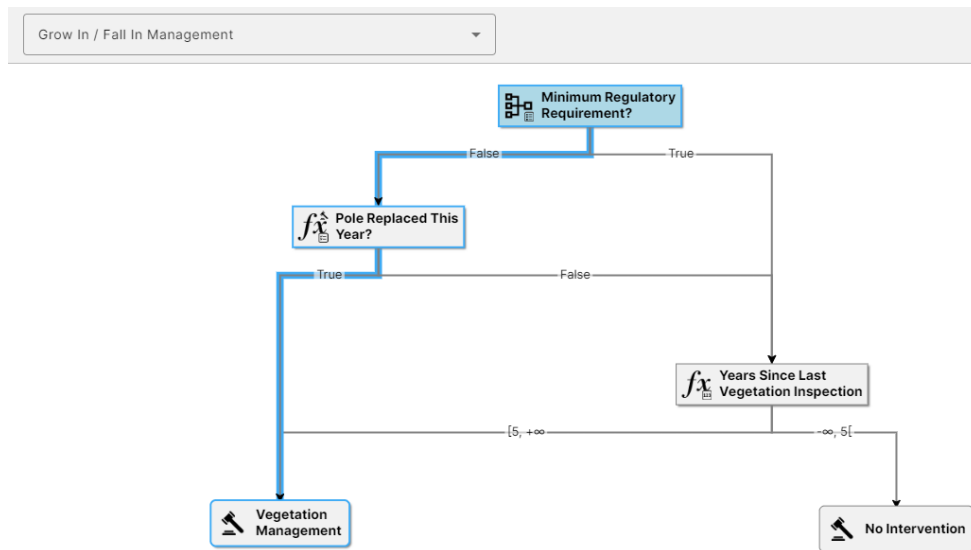 Grow In / Fall In Management
Minimum Regulatory
Requirement?
False
True
Pole Replaced This
Year?
True
False
Years Since Last
Vegetation Inspection
[5, +∞
-∞, 5[
Vegetation
Management
No Intervention